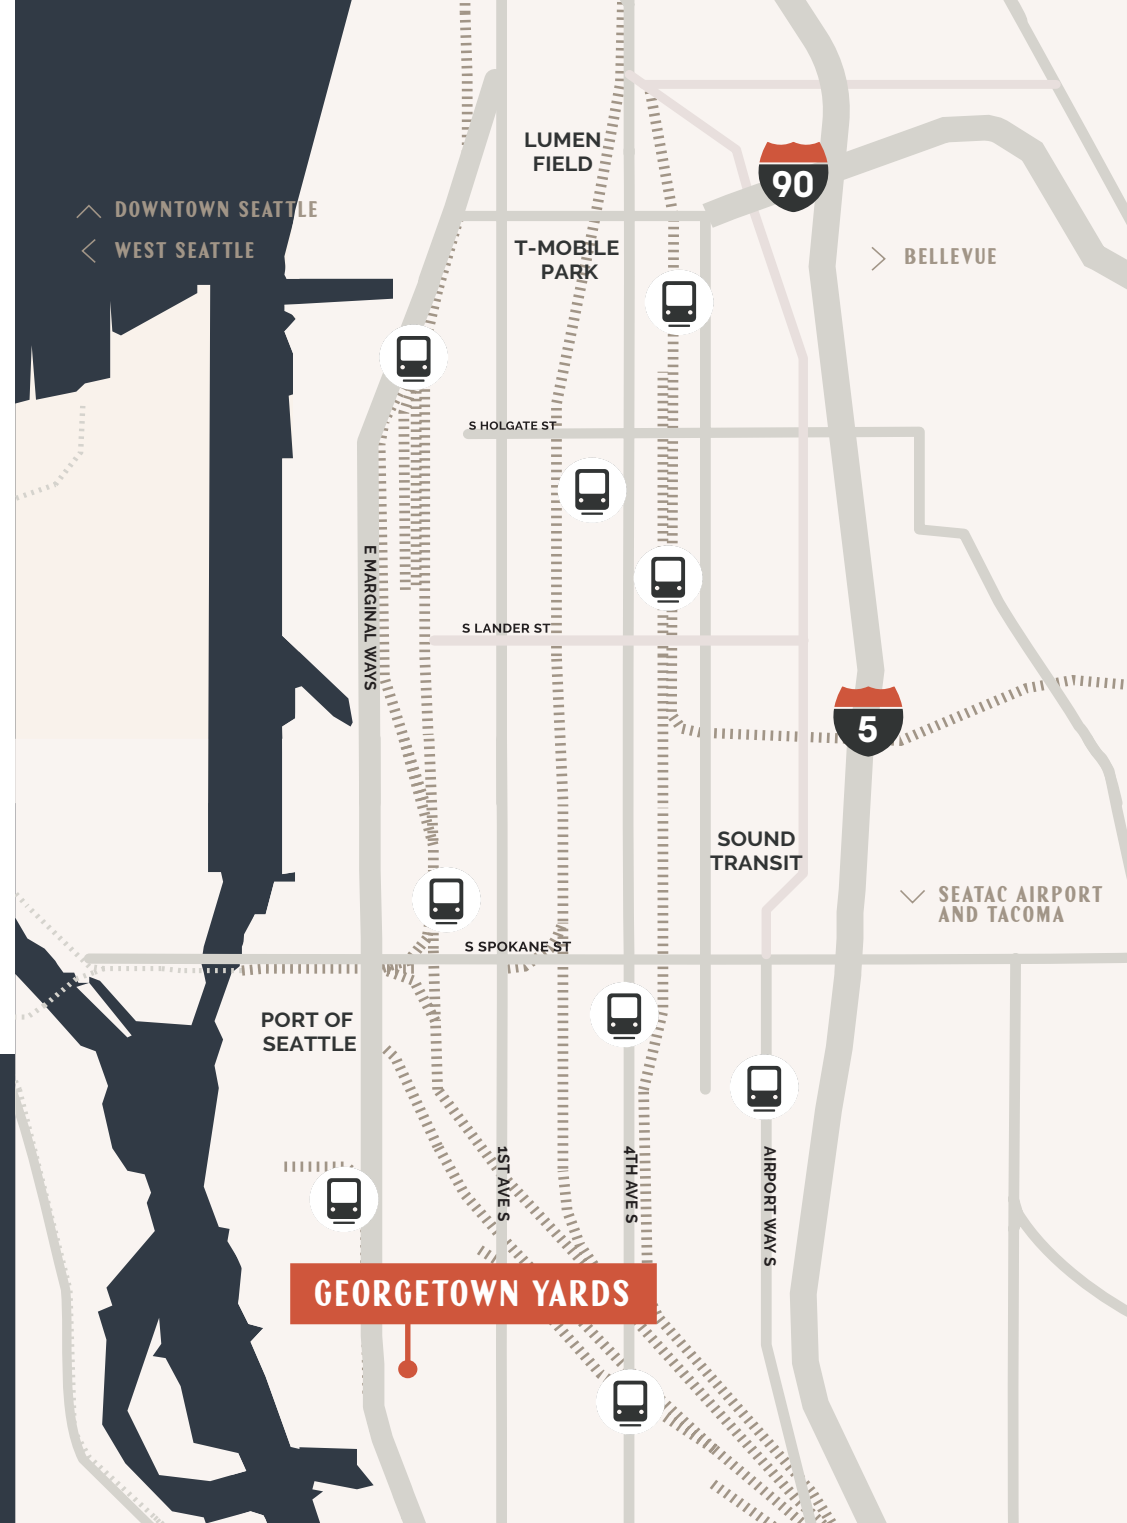 LUMEN
FIELD
90
DOWNTOWN SEATTLE
WEST SEATTLE
T-MOBILE
PARK
BELLEVUE
S HOLGATE ST
E MARGINAL WAYS
S LANDER ST
5
SOUND
TRANSIT
SEATAC AIRPORT
AND TACOMA
S SPOKANE ST
PORT OF
SEATTLE
1ST AVE S
4TH AVE S
AIRPORT WAY S
GEORGETOWN YARDS